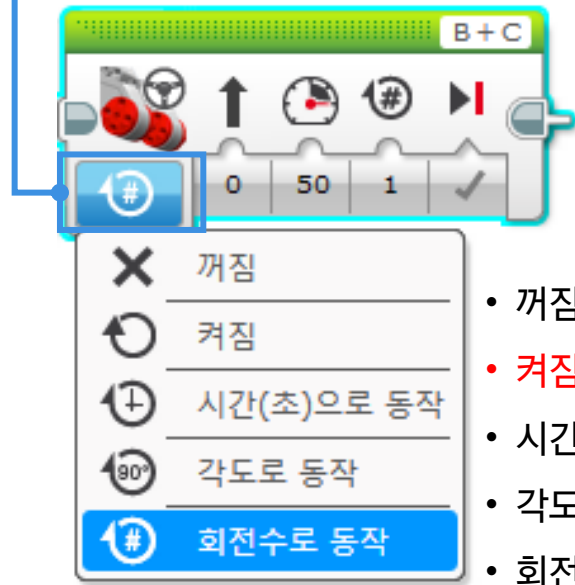 B+C
#
0 50 1
#
꺼짐
켜짐
시간(초)으로 동작
90° 각도로 동작
# 회전수로 동작
• 꺼짐
• 켜짐
• 시간
• 각도
• 회전